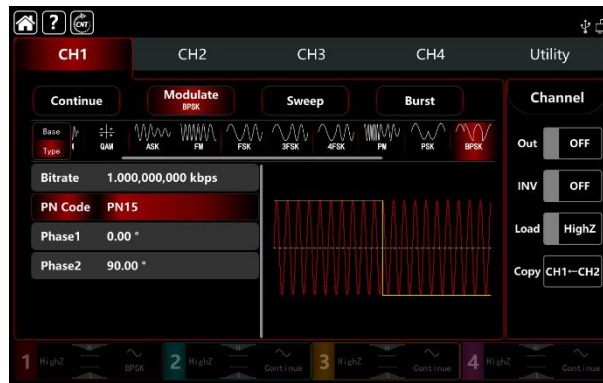 ? CNT
CH1 CH2 CH3 CH4 Utility
Continue Modulate Sweep Burst Channel
BPSK
Base Type QAM ASK FM FSK 3FSK 4FSK PM PSK BPSK
Out OFF
Bitrate 1.000,000,000 kbps
INV OFF
PN Code PN15
Phase1 0.00 °
Load HighZ
Phase2 90.00 °
Copy CH1←CH2
1 HighZ BPSK 2 HighZ Continue 3 HighZ Continue 4 HighZ Continue